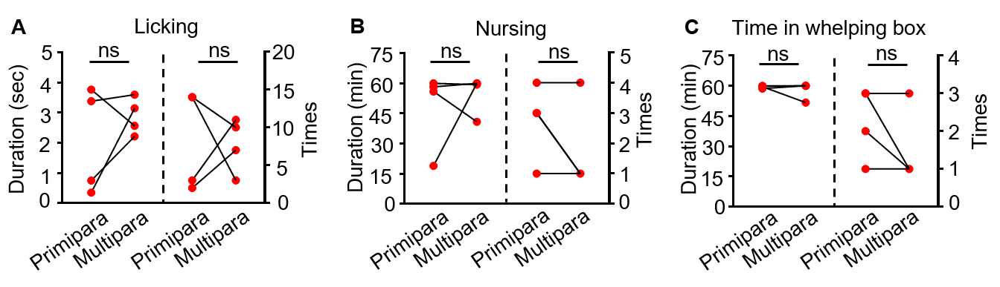 A
Licking
ns
ns
Duration (sec)
5
4
3
2
1
0
20
15
10
5
0
Times
Primipara
Multipara
Primipara
Multipara
B
Nursing
ns
ns
Duration (min)
75
60
45
30
15
0
5
4
3
2
1
0
Times
Primipara
Multipara
Primipara
Multipara
C
Time in whelping box
ns
ns
Duration (min)
75
60
45
30
15
0
4
3
2
1
0
Times
Primipara
Multipara
Primipara
Multipara